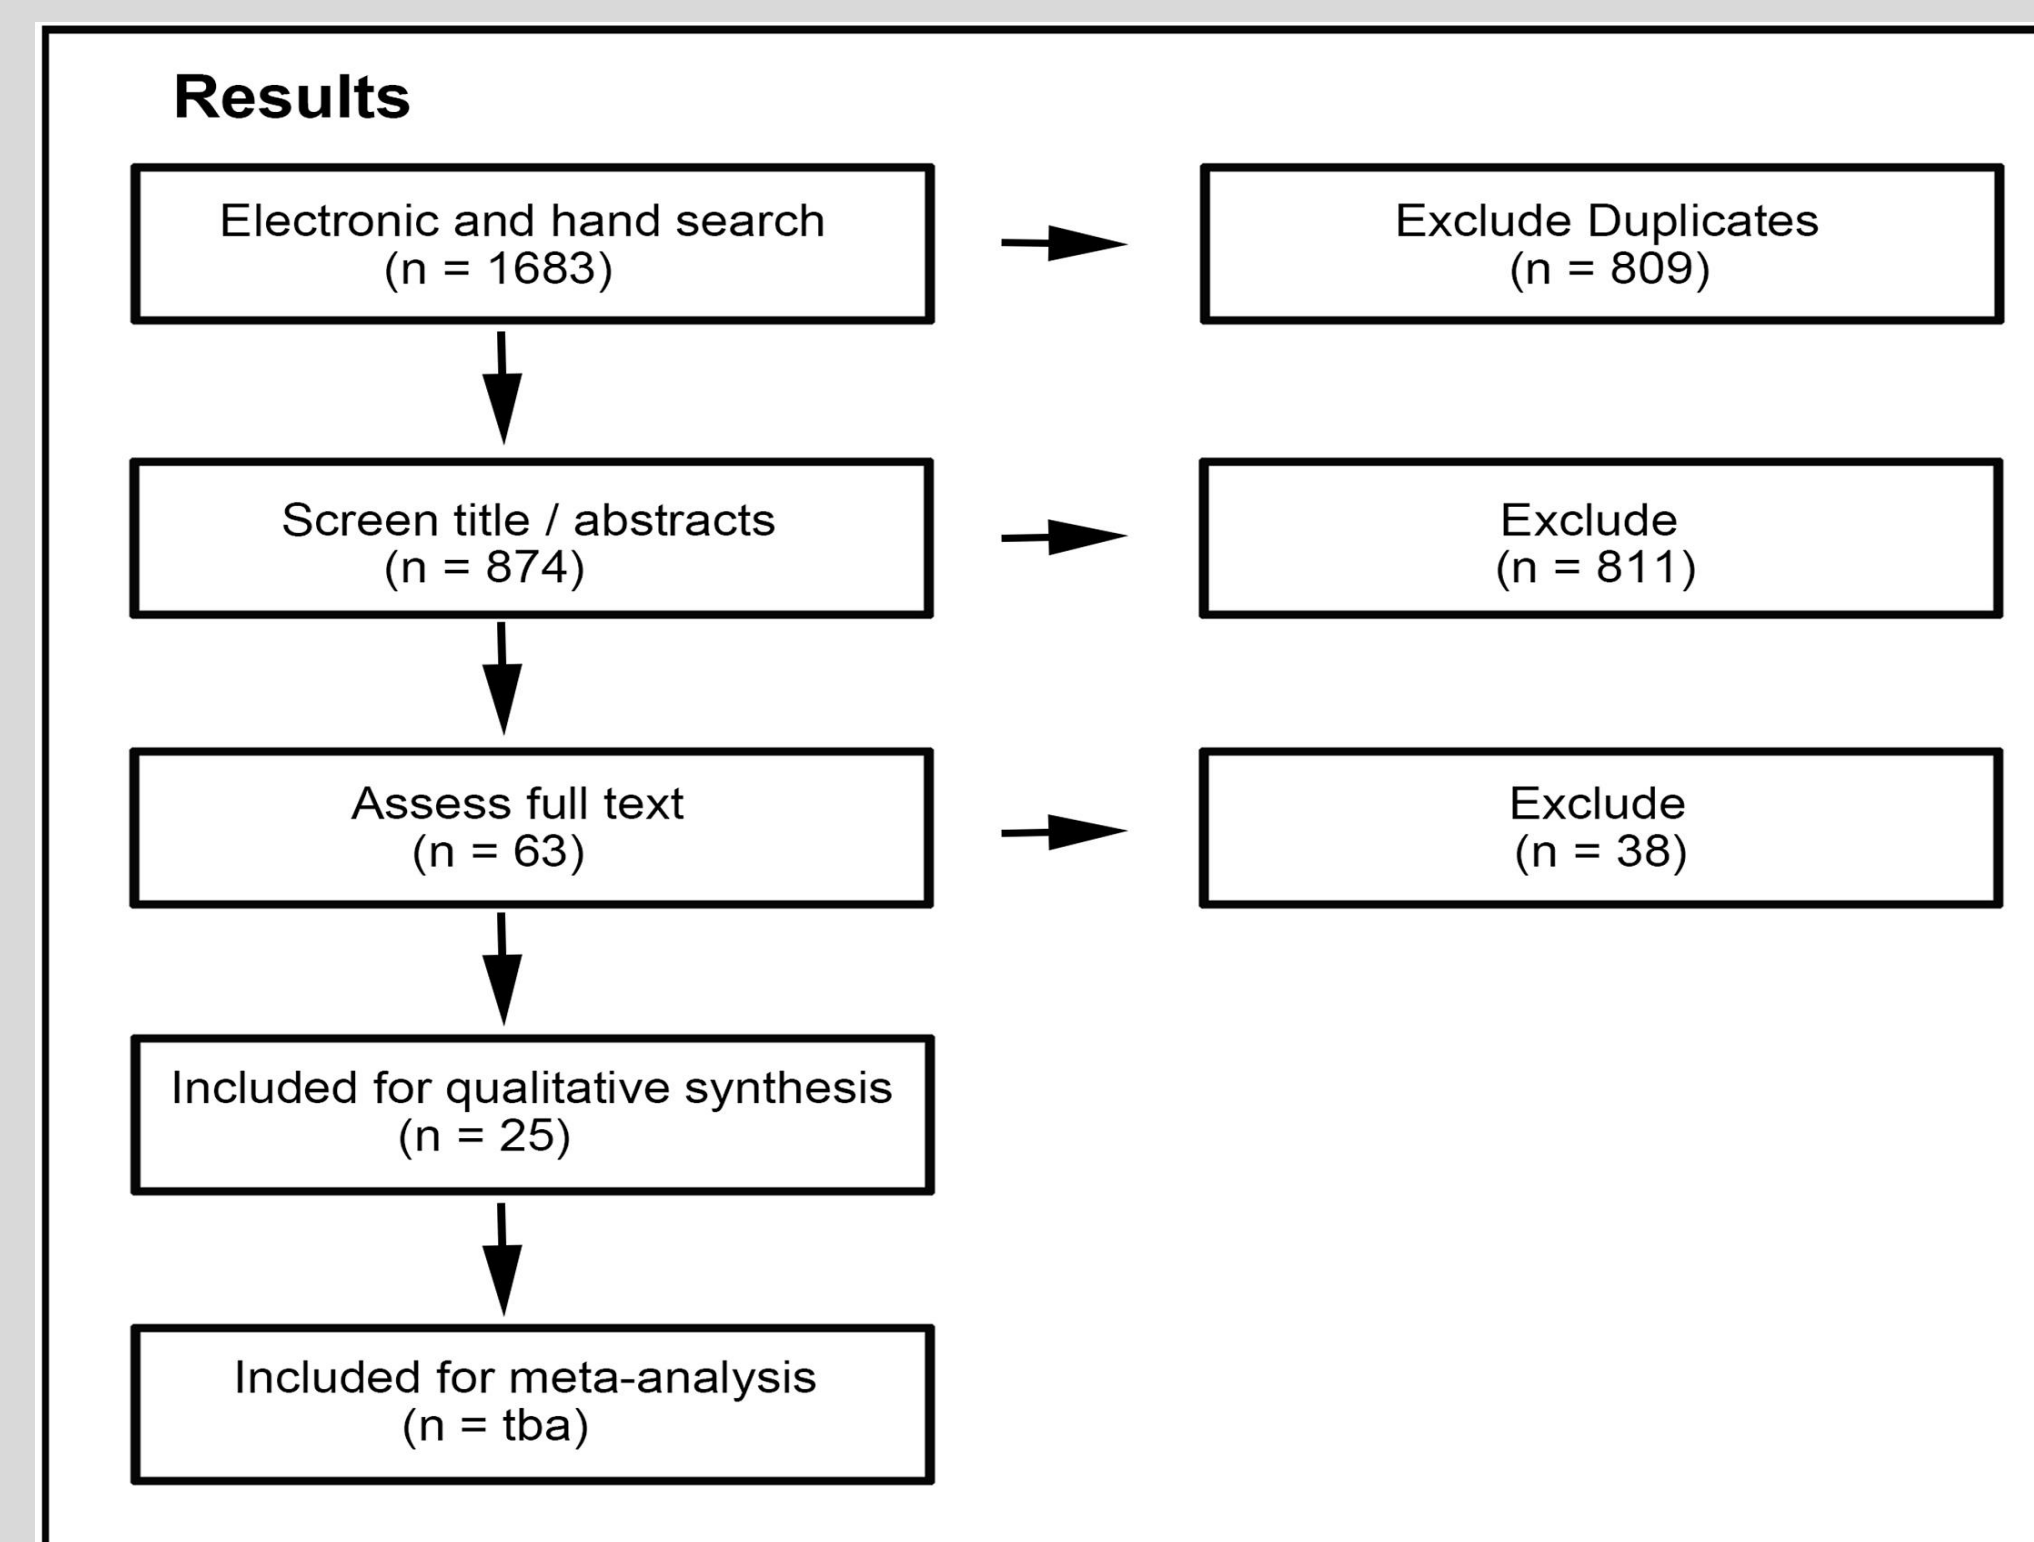 Results
Electronic and hand search
(n = 1683)
Exclude Duplicates
(n = 809)
Screen title / abstracts
(n = 874)
Exclude
(n = 811)
Assess full text
(n = 63)
Exclude
(n = 38)
Included for qualitative synthesis
(n = 25)
Included for meta-analysis
(n = tba)